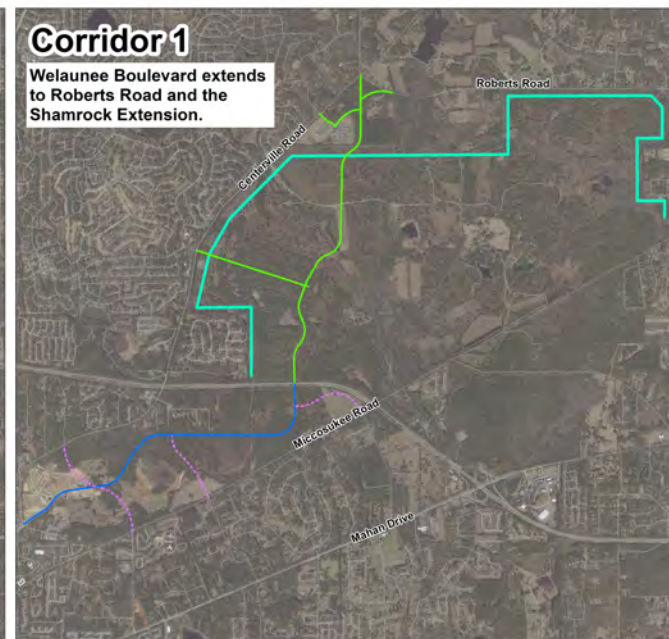 Corridor 1
Welaunee Boulevard extends
to Roberts Road and the
Shamrock Extension.
Roberts Road
Centerville Road
Miccosukee Road
Mahan Drive